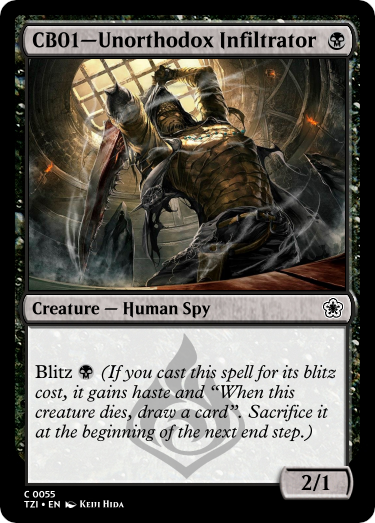 CB01—Unorthodox Infiltrator
Creature — Human Spy
Blitz (If you cast this spell for its blitz
cost, it gains haste and “When this
creature dies, draw a card”. Sacrifice it
at the beginning of the next end step.)
2/1
C 0055
TZI • EN Keiji Hida